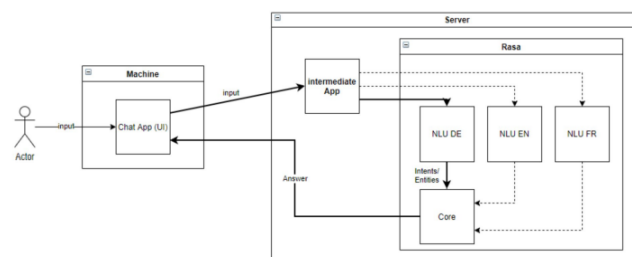 Server
Rasa
Machine
intermediate
App
input
input
Chat App (UI)
Actor
NLU DE
NLU EN
NLU FR
Intents/
Entities
Answer
Core